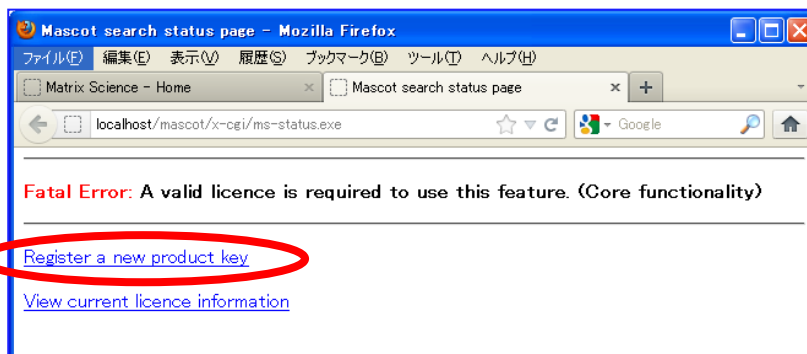 Mascot search status page - Mozilla Firefox
ファイル(F) 編集(E) 表示(V) 履歴(S) ブックマーク(B) ツール(T) ヘルプ(H)
Matrix Science - Home × Mascot search status page × +
localhost/mascot/x-cgi/ms-status.exe Google
Fatal Error: A valid licence is required to use this feature. (Core functionality)
Register a new product key
View current licence information